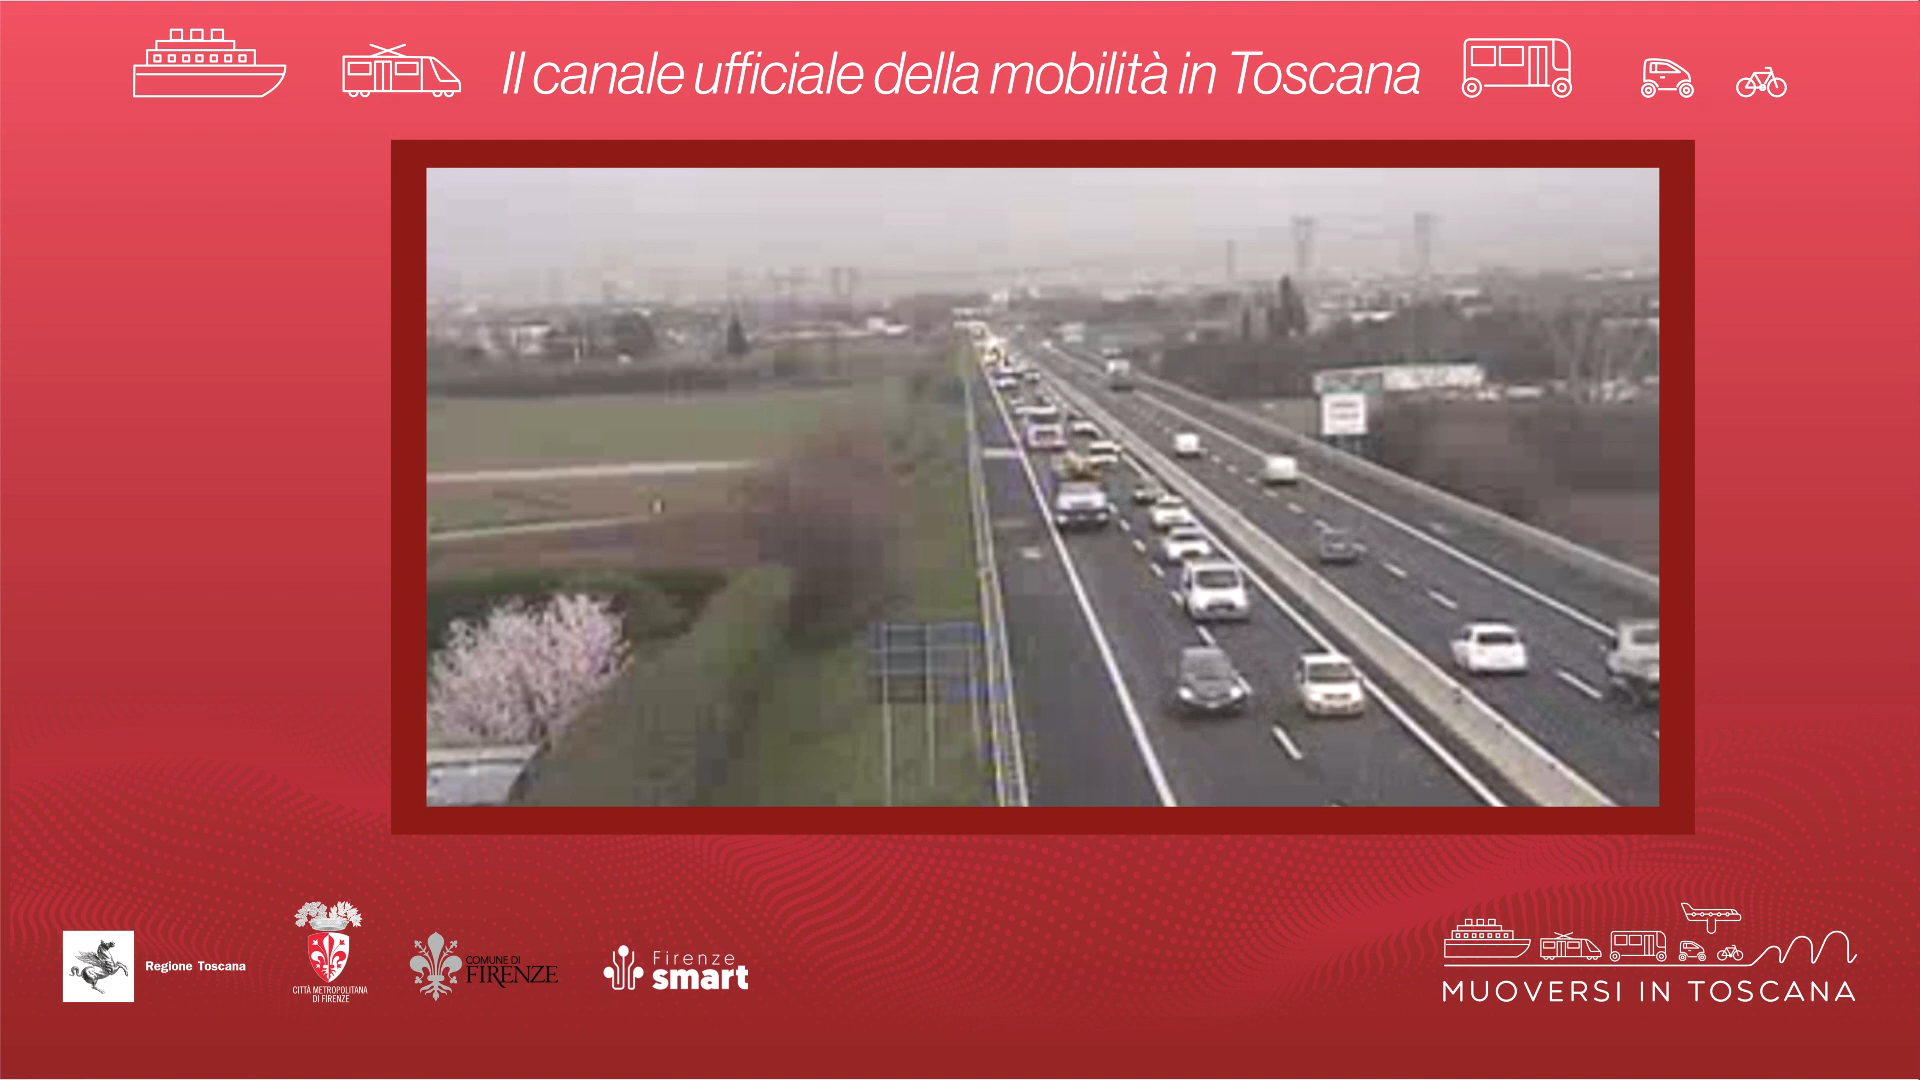 Il canale ufficiale della mobilità in Toscana
Regione Toscana
CITTÀ METROPOLITANA
DI FIRENZE
COMUNE DI
FIRENZE
Firenze
smart
MUOVERSI IN TOSCANA